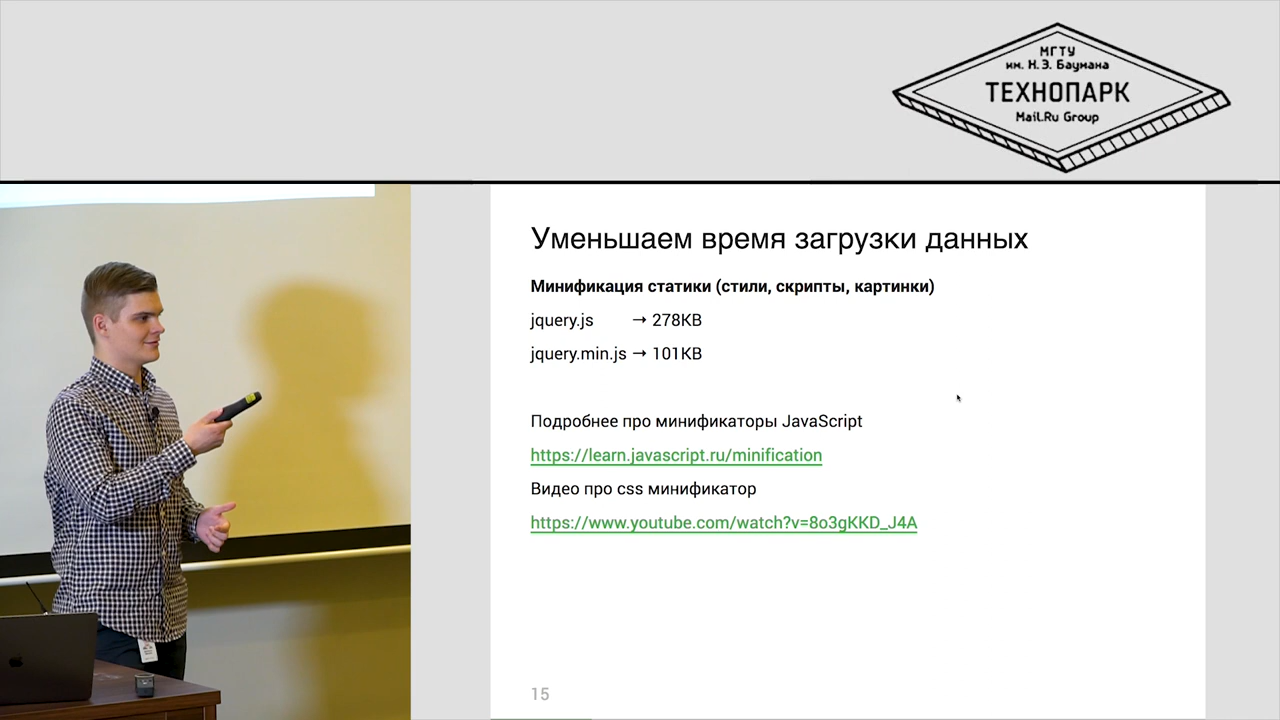 МГТУ
им. Н.Э. Баумана
ТЕХНОПАРК
Mail.Ru Group
Уменьшаем время загрузки данных
Минификация статики (стили, скрипты, картинки)
jquery.js → 278KB
jquery.min.js → 101KB
Подробнее про минификаторы JavaScript
https://learn.javascript.ru/minification
Видео про css минификатор
https://www.youtube.com/watch?v=8o3gKKD_J4A
15